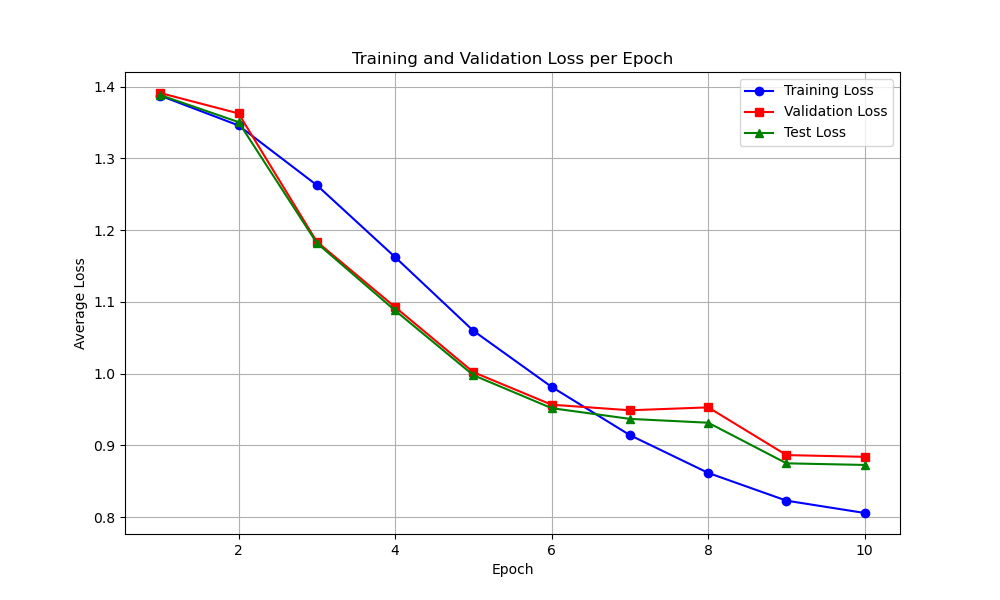 Training and Validation Loss per Epoch
Training Loss
Validation Loss
Test Loss
Average Loss
1.4
1.3
1.2
1.1
1.0
0.9
0.8
2 4 6 8 10
Epoch